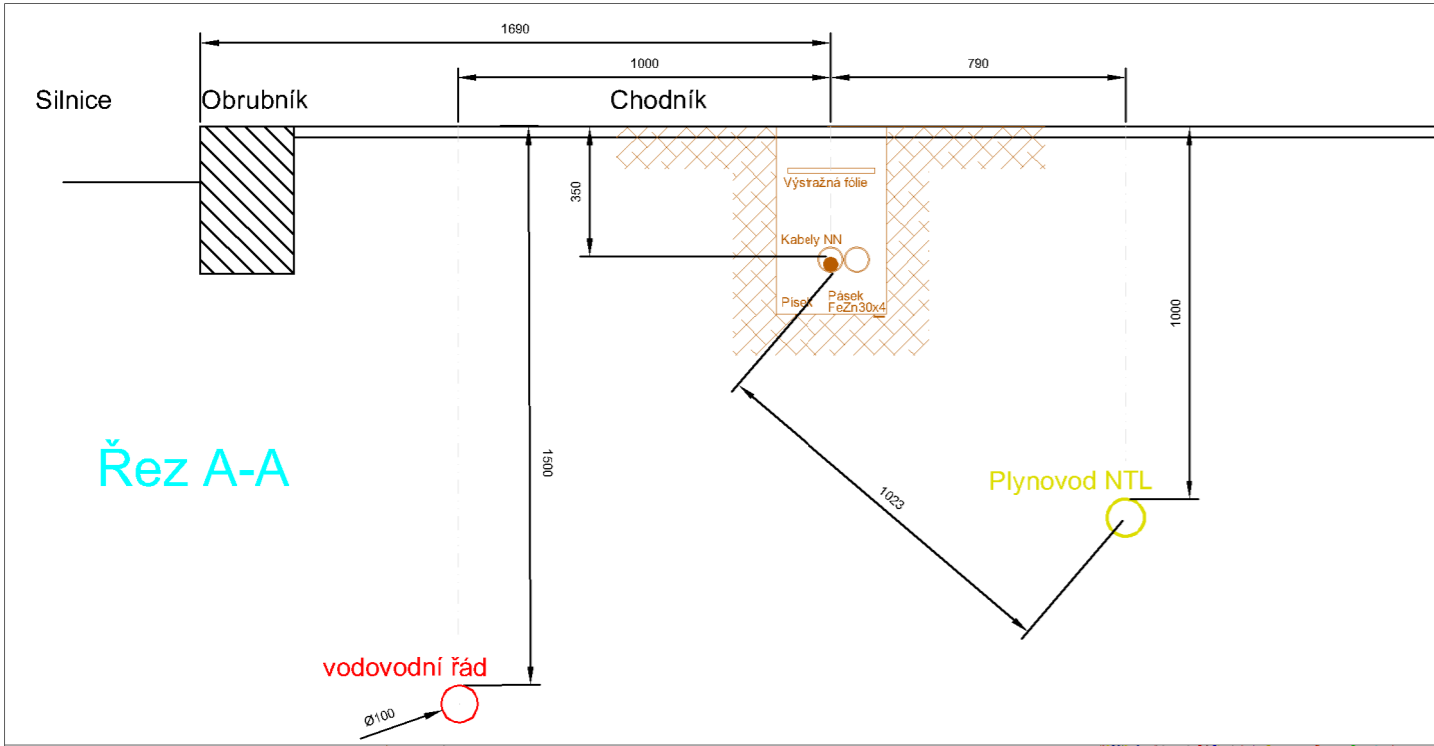 1690
1000
790
Silnice
Obrubník
Chodník
350
Výstražná fólie
Kabely NN
Písek
Pásek
FeZn30x4
1000
Řez A-A
1500
1023
Plynovod NTL
vodovodní řád
Ø100